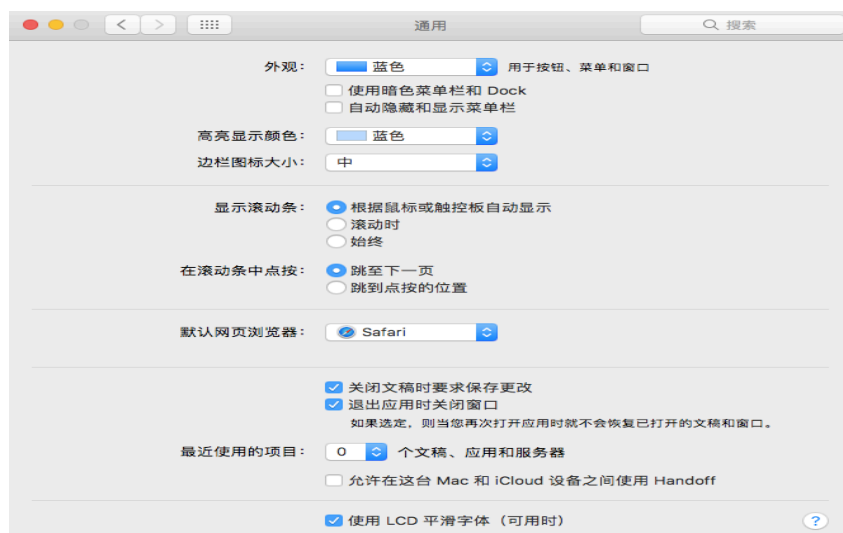 通用
搜索
外观： 蓝色 用于按钮、菜单和窗口
使用暗色菜单栏和 Dock
自动隐藏和显示菜单栏
高亮显示颜色： 蓝色
边栏图标大小： 中
显示滚动条： 根据鼠标或触控板自动显示
滚动时
始终
在滚动条中点按： 跳至下一页
跳到点按的位置
默认网页浏览器： Safari
关闭文稿时要求保存更改
退出应用时关闭窗口
如果选定，则当您再次打开应用时就不会恢复已打开的文稿和窗口。
最近使用的项目： 0 个文稿、应用和服务器
允许在这台 Mac 和 iCloud 设备之间使用 Handoff
使用 LCD 平滑字体（可用时）
?